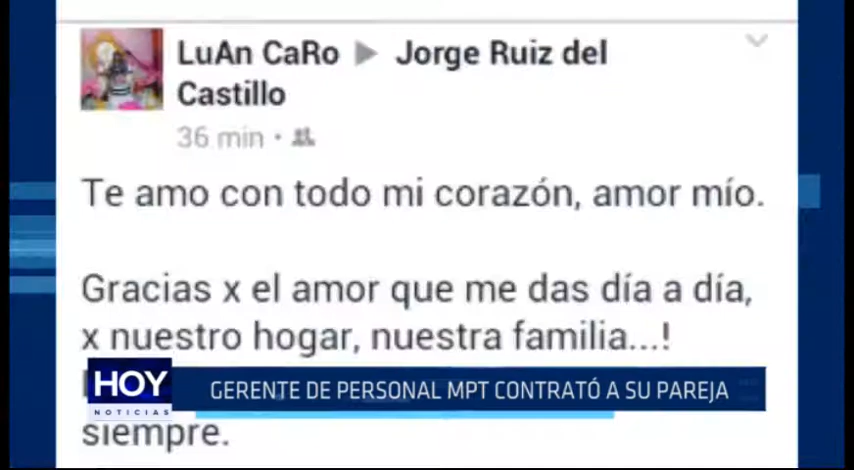 LuAn CaRo ▶ Jorge Ruiz del
Castillo
36 min •
Te amo con todo mi corazón, amor mío.
Gracias x el amor que me das día a día,
x nuestro hogar, nuestra familia...!
HOY
NOTICIAS
GERENTE DE PERSONAL MPT CONTRATÓ A SU PAREJA
siempre.